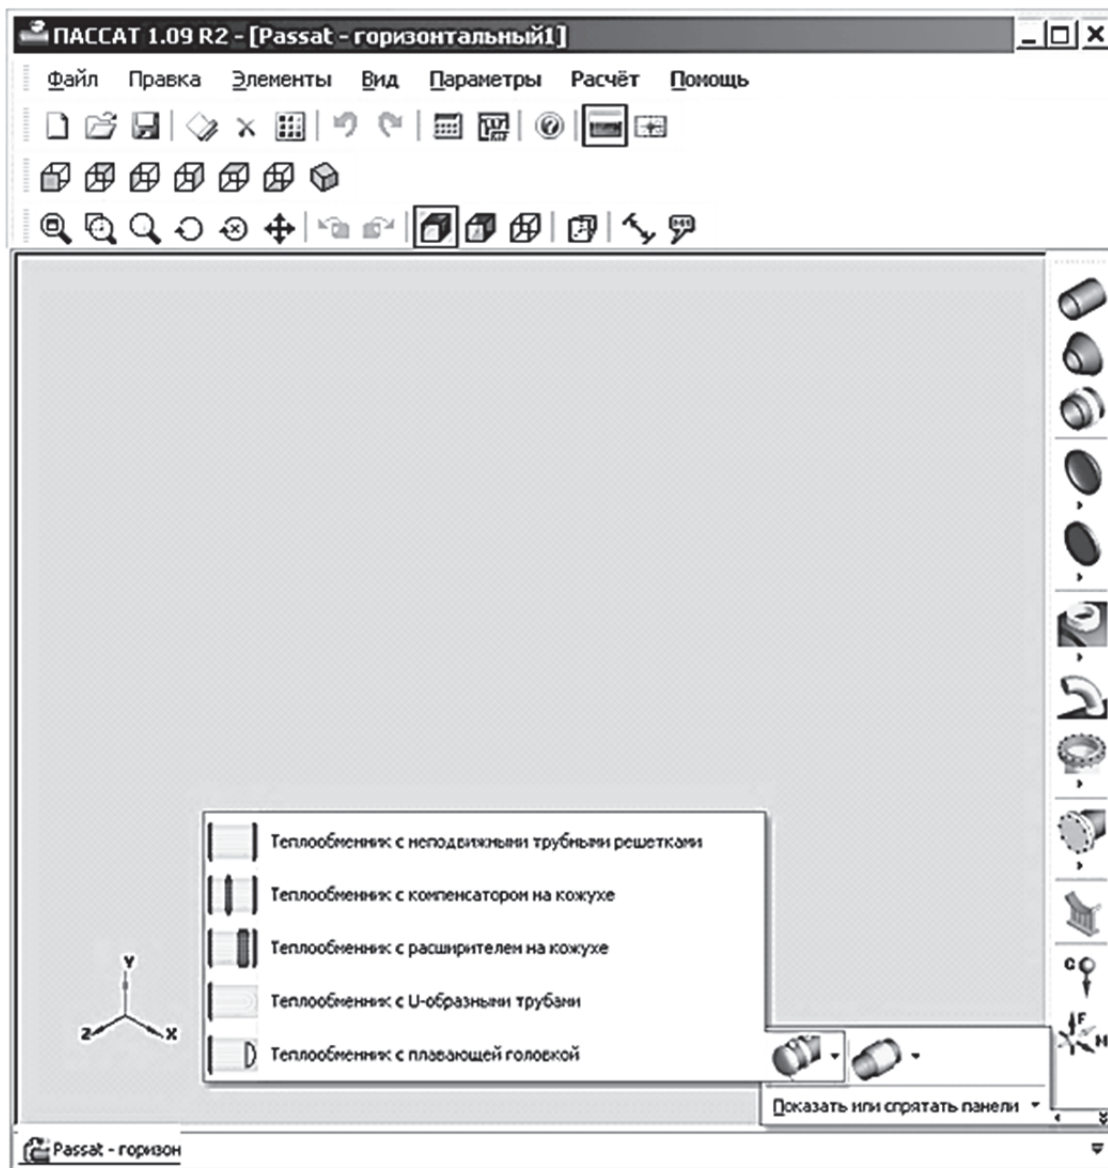 ПАССАТ 1.09 R2 - [Passat - горизонтальный1]
Файл Правка Элементы Вид Параметры Расчёт Помощь
Теплообменник с неподвижными трубными решетками
Теплообменник с компенсатором на кожухе
Теплообменник с расширителем на кожухе
Теплообменник с U-образными трубами
Теплообменник с плавающей головкой
Y
Z
X
G
F
M
Показать или спрятать панели
Passat - горизон